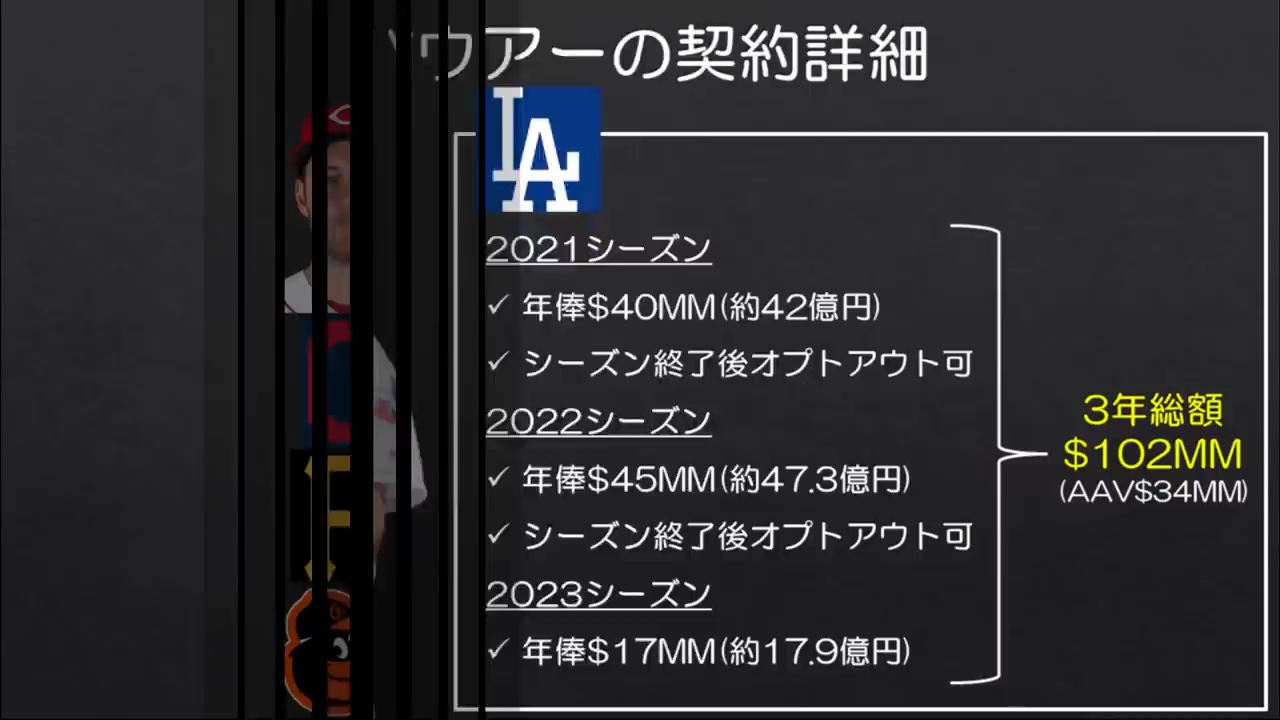 ウアーの契約詳細
LA
2021シーズン
✓ 年俸$40MM(約42億円)
✓ シーズン終了後オプトアウト可
2022シーズン
✓ 年俸$45MM(約47.3億円)
✓ シーズン終了後オプトアウト可
2023シーズン
✓ 年俸$17MM(約17.9億円)
3年総額
$102MM
(AAV$34MM)